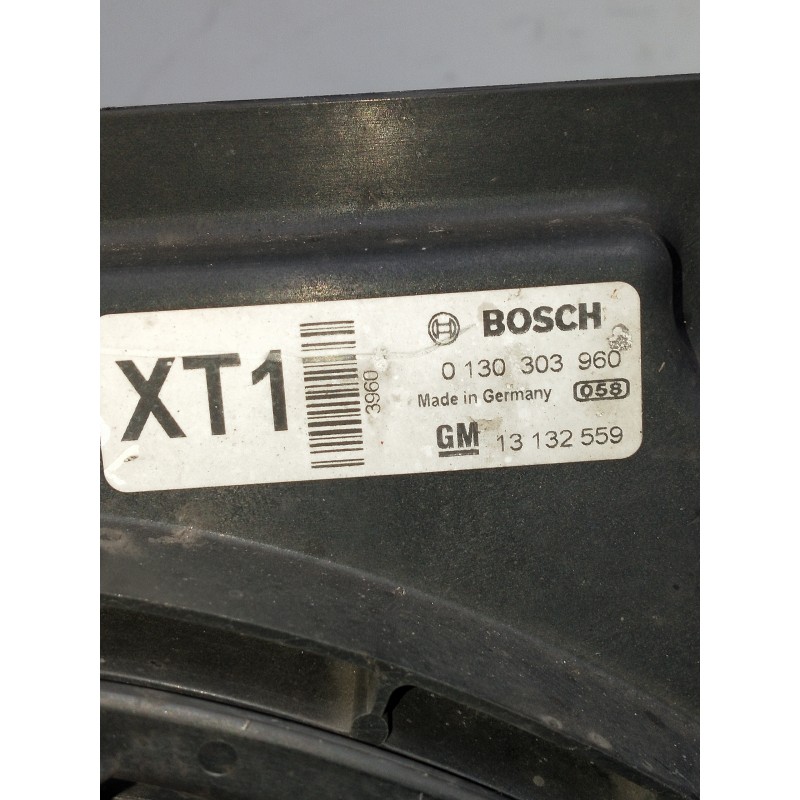 XT1
3960
BOSCH
0 130 303 960
Made in Germany 058
GM 13 132 559